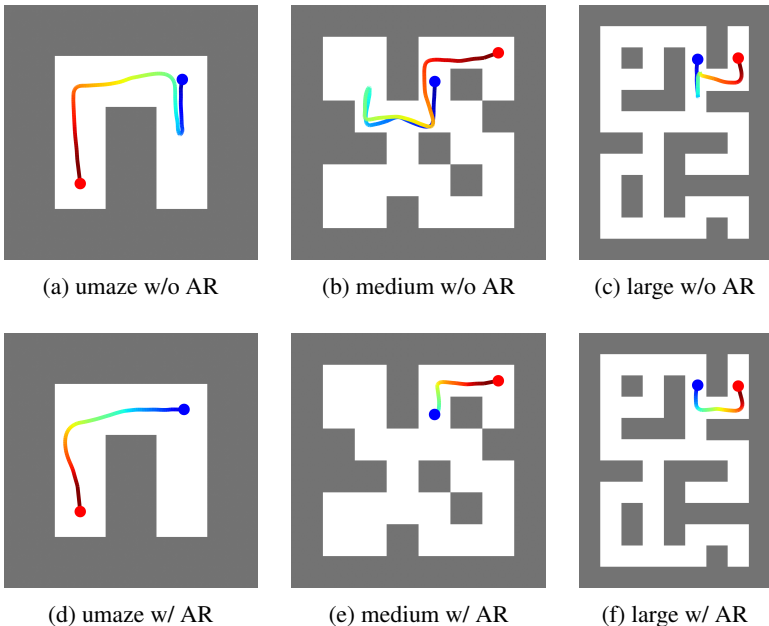 (a) umaze w/o AR
(b) medium w/o AR
(c) large w/o AR
(d) umaze w/ AR
(e) medium w/ AR
(f) large w/ AR